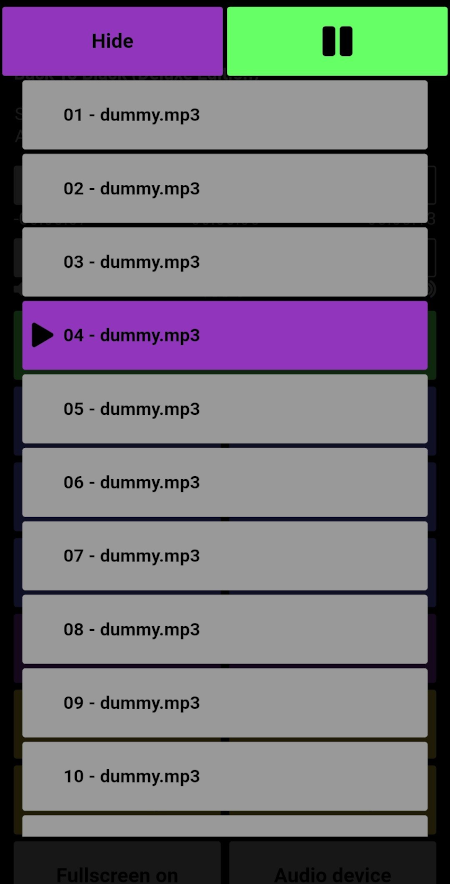 Hide
01 - dummy.mp3
02 - dummy.mp3
03 - dummy.mp3
04 - dummy.mp3
05 - dummy.mp3
06 - dummy.mp3
07 - dummy.mp3
08 - dummy.mp3
09 - dummy.mp3
10 - dummy.mp3
Fullscreen on
Audio device